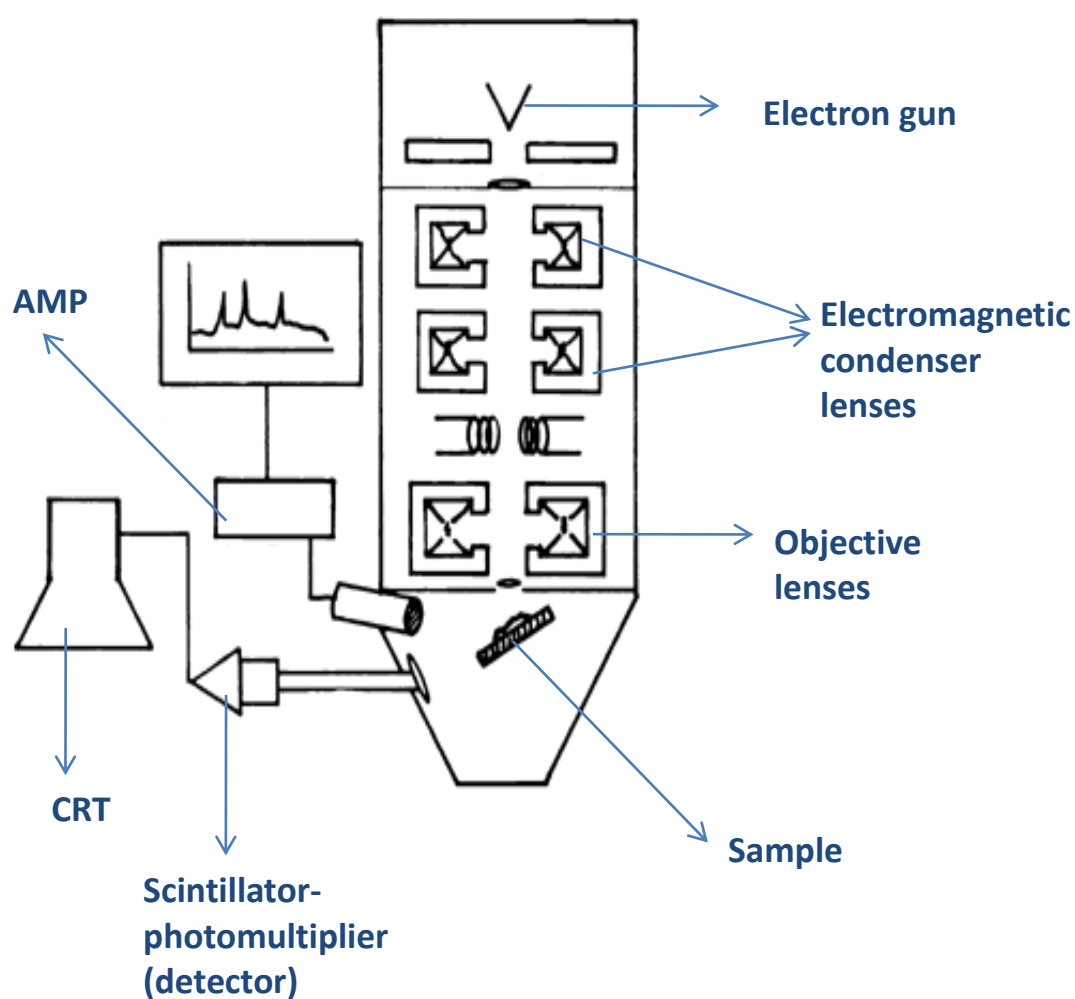 Electron gun
AMP
Electromagnetic
condenser
lenses
Objective
lenses
CRT
Sample
Scintillator-
photomultiplier
(detector)